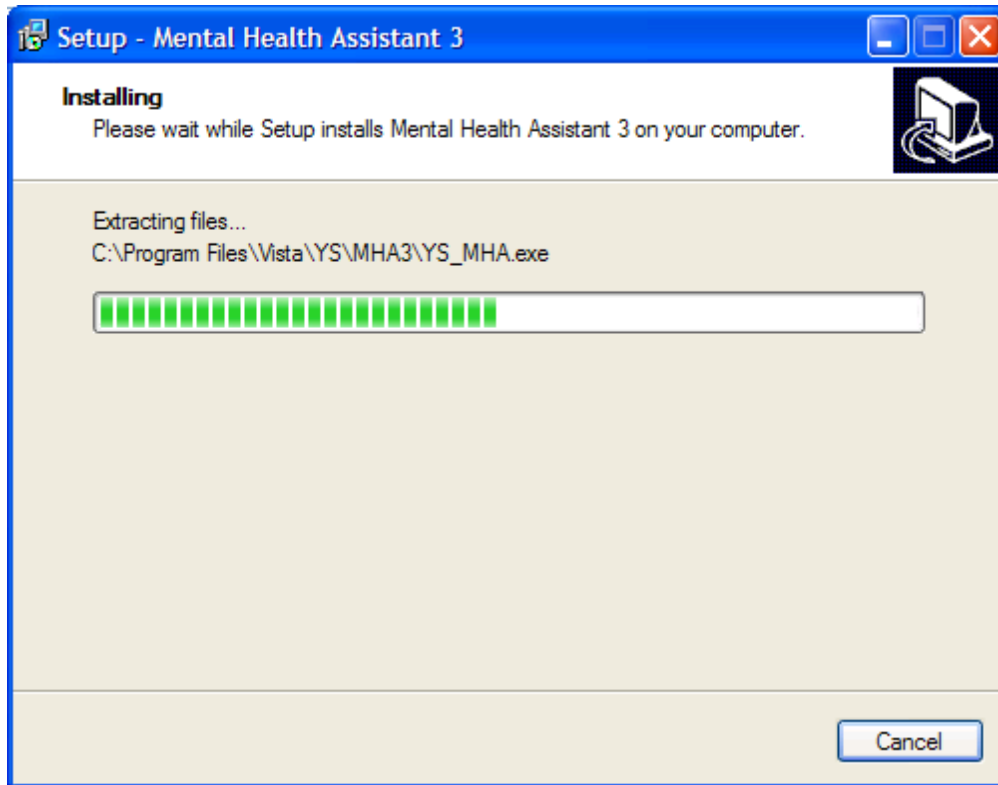 Setup - Mental Health Assistant 3
Installing
Please wait while Setup installs Mental Health Assistant 3 on your computer.
Extracting files...
C:\Program Files\Vista\YS\MHA3\YS_MHA.exe
Cancel